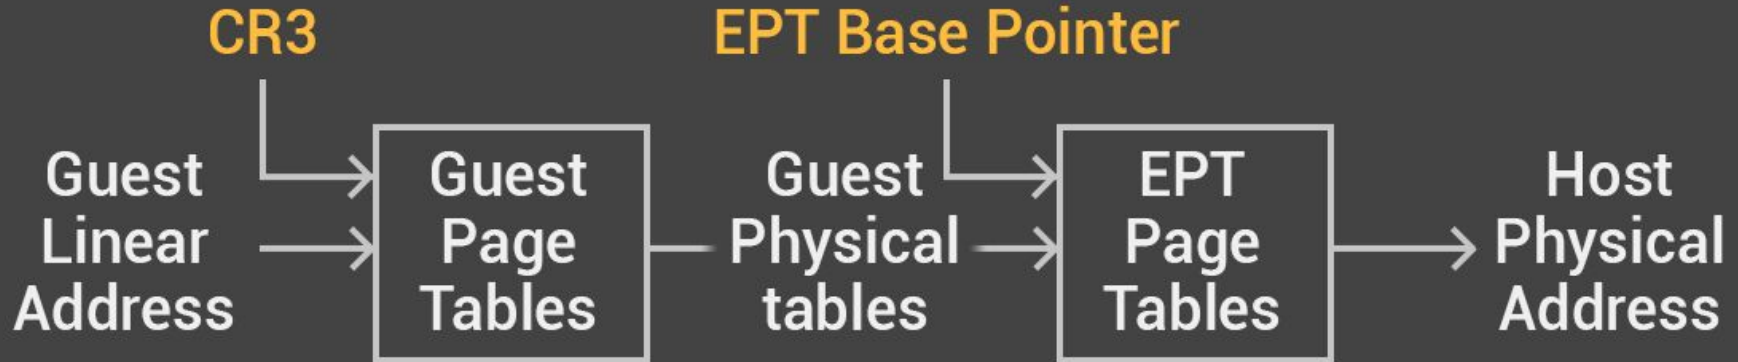 CR3
EPT Base Pointer
Guest
Linear
Address
Guest
Page
Tables
Guest
Physical
tables
EPT
Page
Tables
Host
Physical
Address